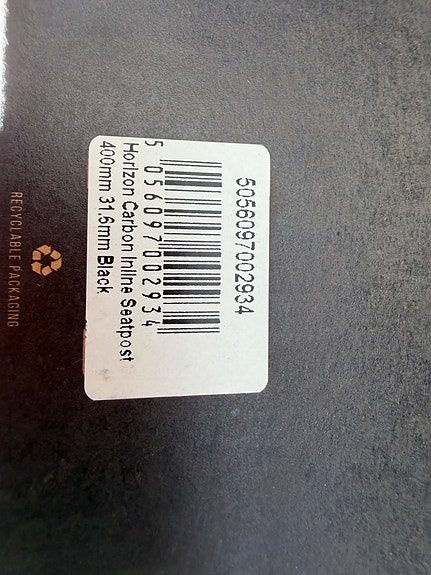 5056097002934
5 056097 002934
Horizon Carbon Inline Seatpost
400mm 31.6mm Black
RECYCLABLE PACKAGING